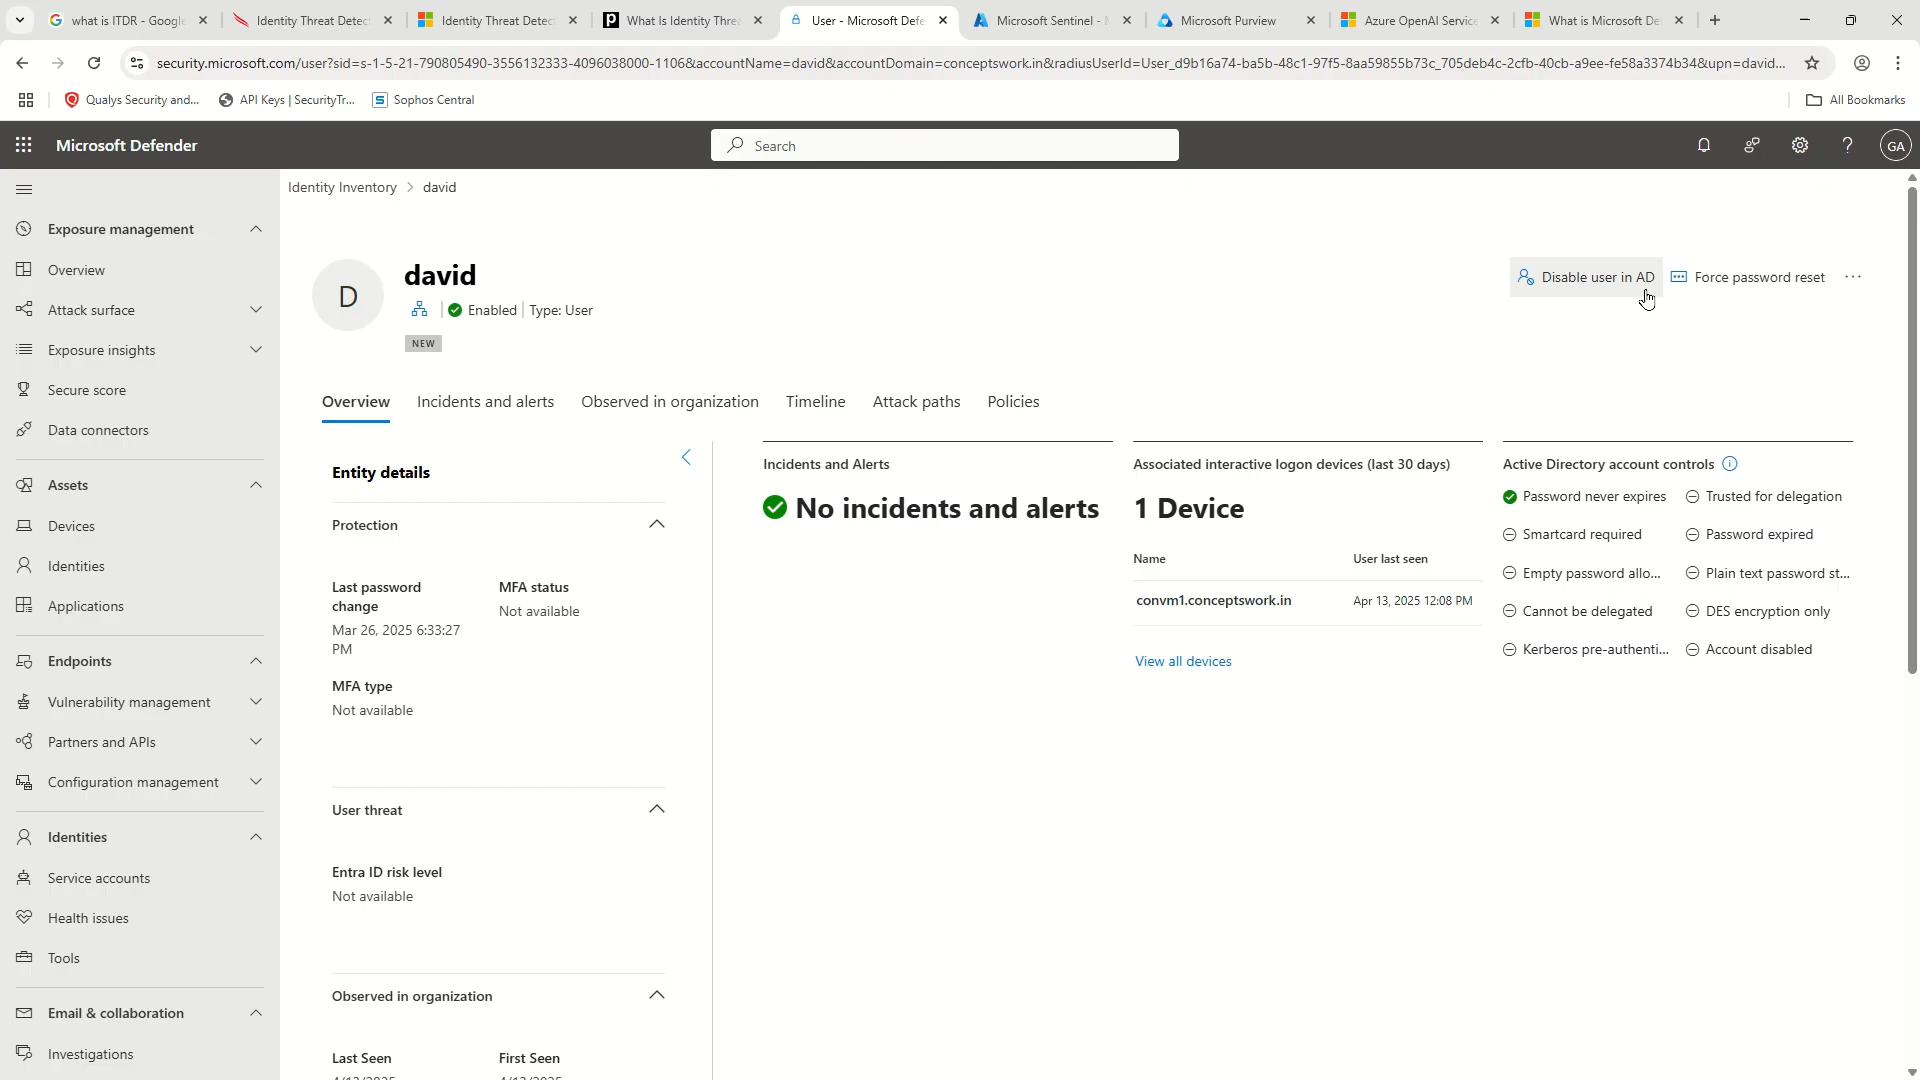 what is ITDR - Google
Identity Threat Detec
Identity Threat Detec
What Is Identity Thre
User - Microsoft Defe
Microsoft Sentinel - M
Microsoft Purview
Azure OpenAI Service
What is Microsoft De
security.microsoft.com/user?sid=s-1-5-21-790805490-3556132333-4096038000-1106&accountName=david&accountDomain=conceptswork.in&radiusUserId=User_d9b16a74-ba5b-48c1-97f5-8aa59855b73c_705deb4c-2cfb-40cb-a9ee-fe58a3374b34&upn=david...
Qualys Security and...
API Keys | SecurityTr...
Sophos Central
All Bookmarks
Microsoft Defender
Search
GA
Exposure management
Overview
Attack surface
Exposure insights
Secure score
Data connectors
Assets
Devices
Identities
Applications
Endpoints
Vulnerability management
Partners and APIs
Configuration management
Identities
Service accounts
Health issues
Tools
Email & collaboration
Investigations
Identity Inventory > david
D
david
Enabled | Type: User
NEW
Disable user in AD
Force password reset
Overview
Incidents and alerts
Observed in organization
Timeline
Attack paths
Policies
Entity details
Protection
Last password
change
Mar 26, 2025 6:33:27
PM
MFA status
Not available
MFA type
Not available
User threat
Entra ID risk level
Not available
Observed in organization
Last Seen
First Seen
4/13/2025
4/13/2025
Incidents and Alerts
No incidents and alerts
Associated interactive logon devices (last 30 days)
1 Device
Name
User last seen
convm1.conceptswork.in
Apr 13, 2025 12:08 PM
View all devices
Active Directory account controls
Password never expires
Trusted for delegation
Smartcard required
Password expired
Empty password allo...
Plain text password st...
Cannot be delegated
DES encryption only
Kerberos pre-authenti...
Account disabled